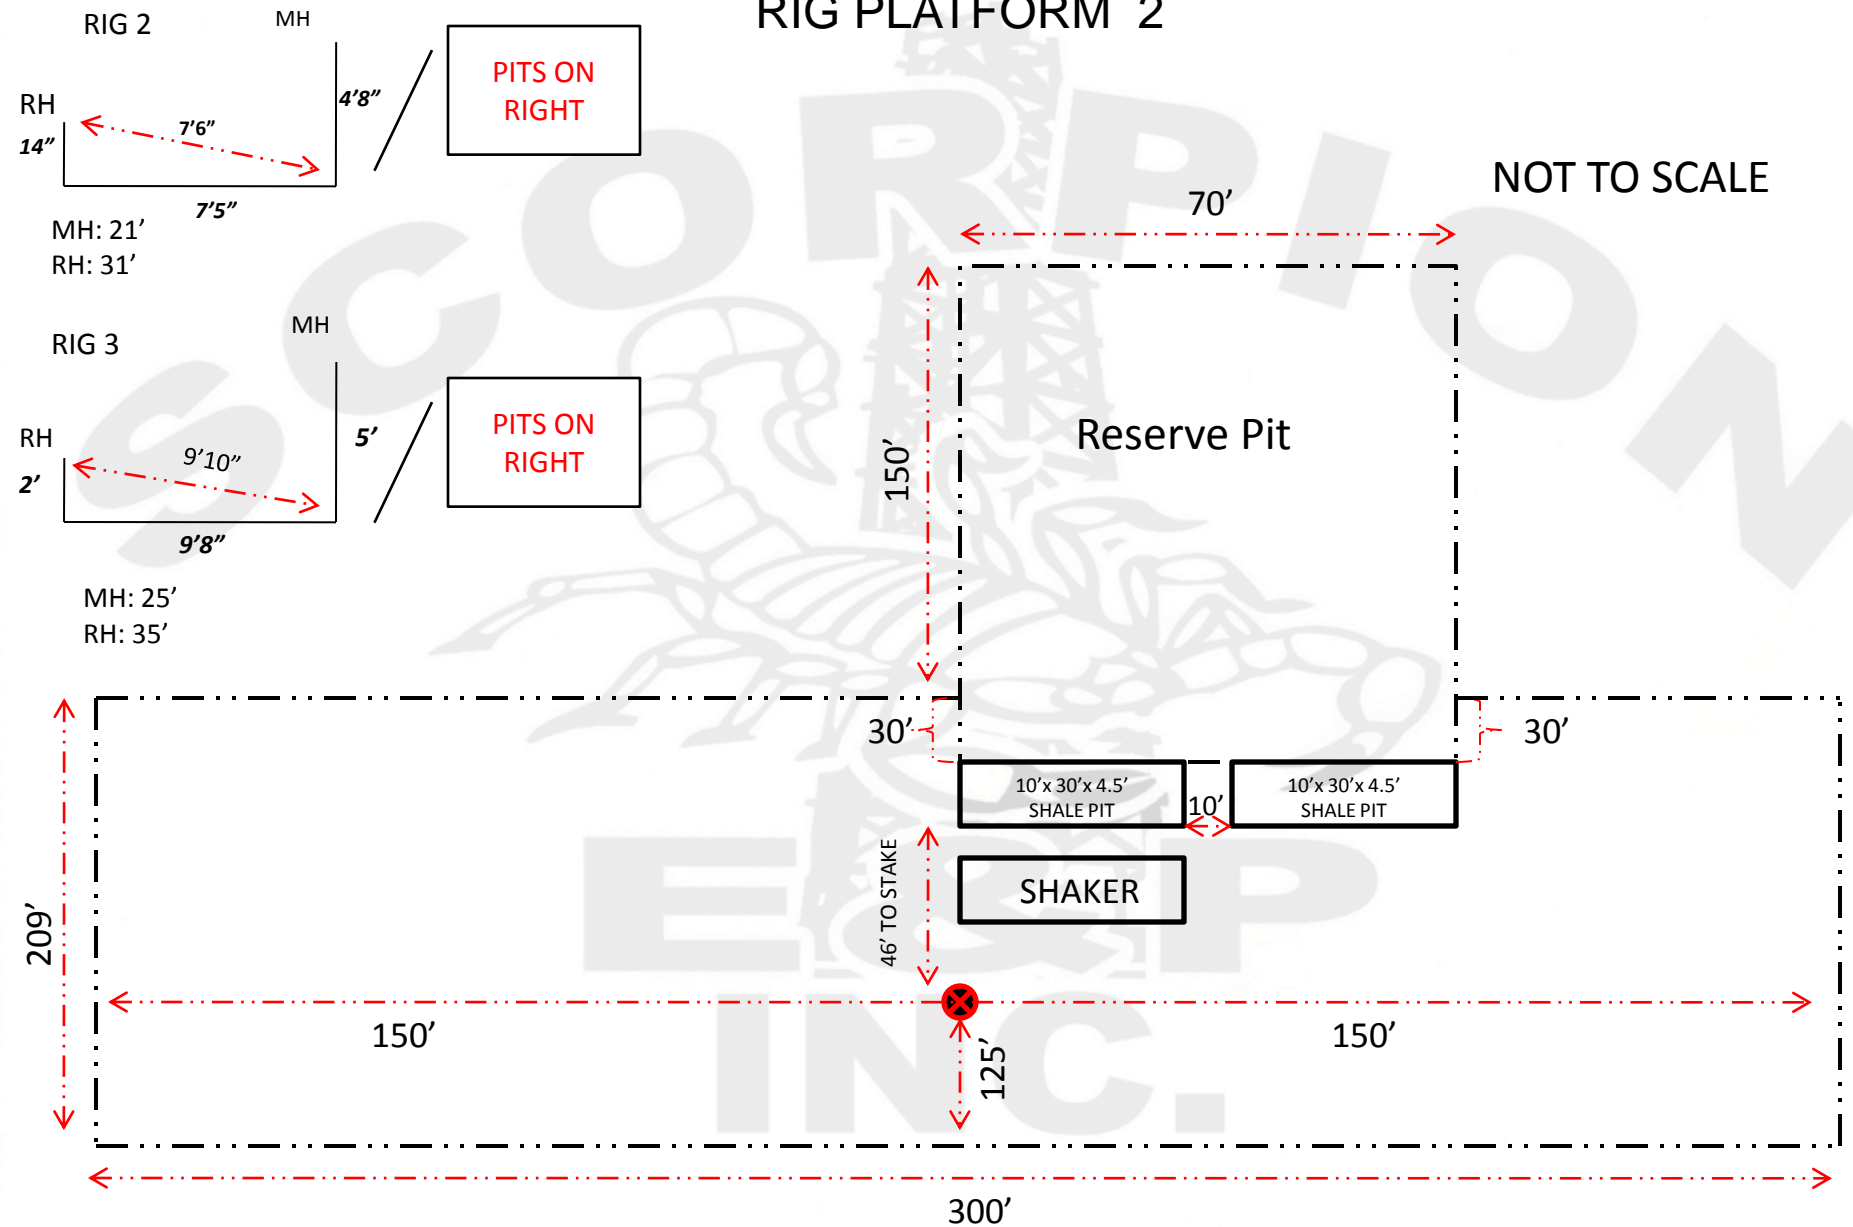 RIG PLATFORM 2
RIG 2
MH
RH
14”
7’6”
4’8”
7’5”
PITS ON
RIGHT
MH: 21’
RH: 31’
NOT TO SCALE
RIG 3
MH
RH
2’
9’10”
5’
9’8”
PITS ON
RIGHT
MH: 25’
RH: 35’
70’
150’
Reserve Pit
30’
30’
10’x 30’x 4.5’
SHALE PIT
10’
10’x 30’x 4.5’
SHALE PIT
46’ TO STAKE
SHAKER
209’
150’
150’
125’
300’
SCORPION
E&P
INC.